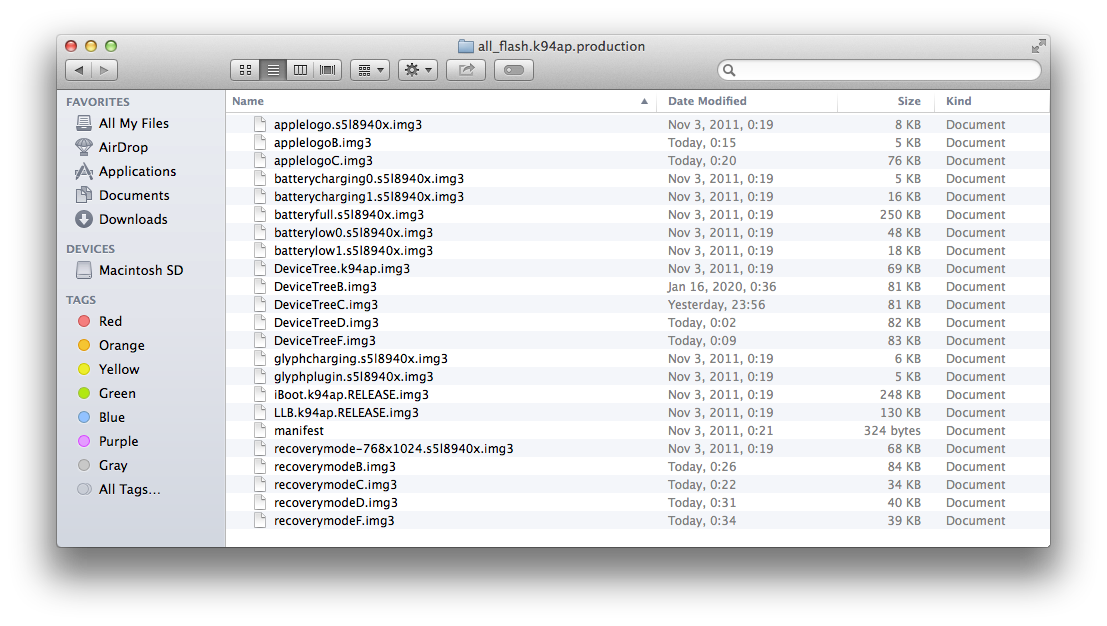 all_flash.k94ap.production
FAVORITES
All My Files
AirDrop
Applications
Documents
Downloads
DEVICES
Macintosh SD
TAGS
Red
Orange
Yellow
Green
Blue
Purple
Gray
All Tags...
Name Date Modified Size Kind
applelogo.s5l8940x.img3 Nov 3, 2011, 0:19 8 KB Document
applelogoB.img3 Today, 0:15 5 KB Document
applelogoC.img3 Today, 0:20 76 KB Document
batterycharging0.s5l8940x.img3 Nov 3, 2011, 0:19 5 KB Document
batterycharging1.s5l8940x.img3 Nov 3, 2011, 0:19 16 KB Document
batteryfull.s5l8940x.img3 Nov 3, 2011, 0:19 250 KB Document
batterylow0.s5l8940x.img3 Nov 3, 2011, 0:19 48 KB Document
batterylow1.s5l8940x.img3 Nov 3, 2011, 0:19 18 KB Document
DeviceTree.k94ap.img3 Nov 3, 2011, 0:19 69 KB Document
DeviceTreeB.img3 Jan 16, 2020, 0:36 81 KB Document
DeviceTreeC.img3 Yesterday, 23:56 81 KB Document
DeviceTreeD.img3 Today, 0:02 82 KB Document
DeviceTreeF.img3 Today, 0:09 83 KB Document
glyphcharging.s5l8940x.img3 Nov 3, 2011, 0:19 6 KB Document
glyphplugin.s5l8940x.img3 Nov 3, 2011, 0:19 5 KB Document
iBoot.k94ap.RELEASE.img3 Nov 3, 2011, 0:19 248 KB Document
LLB.k94ap.RELEASE.img3 Nov 3, 2011, 0:19 130 KB Document
manifest Nov 3, 2011, 0:21 324 bytes Document
recoverymode-768x1024.s5l8940x.img3 Nov 3, 2011, 0:19 68 KB Document
recoverymodeB.img3 Today, 0:26 84 KB Document
recoverymodeC.img3 Today, 0:22 34 KB Document
recoverymodeD.img3 Today, 0:31 40 KB Document
recoverymodeF.img3 Today, 0:34 39 KB Document